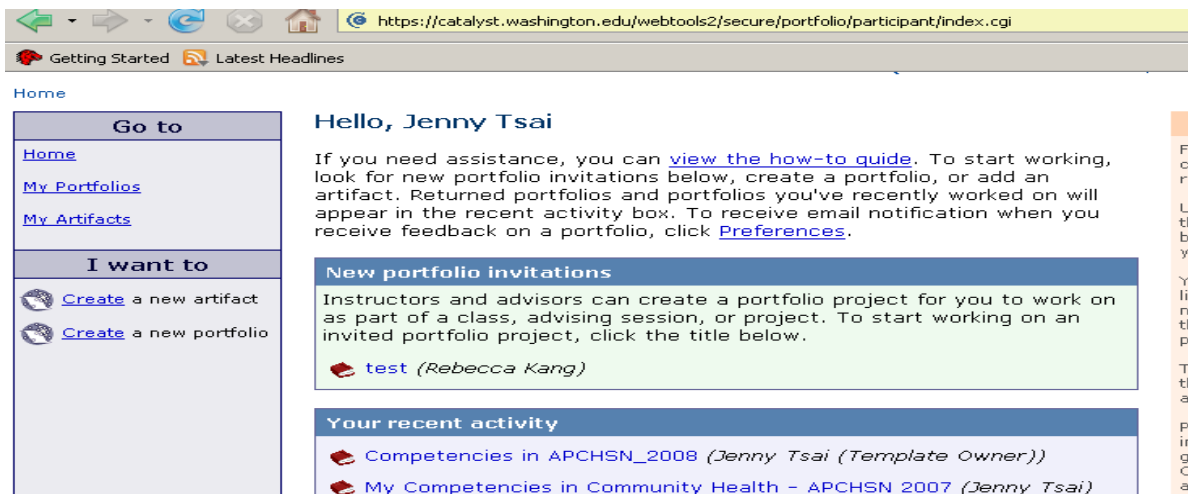 https://catalyst.washington.edu/webtools2/secure/portfolio/participant/index.cgi
Getting Started Latest Headlines
Home
Go to
Home
My Portfolios
My Artifacts
I want to
Create a new artifact
Create a new portfolio
Hello, Jenny Tsai
If you need assistance, you can view the how-to guide. To start working,
look for new portfolio invitations below, create a portfolio, or add an
artifact. Returned portfolios and portfolios you've recently worked on will
appear in the recent activity box. To receive email notification when you
receive feedback on a portfolio, click Preferences.
New portfolio invitations
Instructors and advisors can create a portfolio project for you to work on
as part of a class, advising session, or project. To start working on an
invited portfolio project, click the title below.
test (Rebecca Kang)
Your recent activity
Competencies in APCHSN_2008 (Jenny Tsai (Template Owner))
My Competencies in Community Health - APCHSN 2007 (Jenny Tsai)